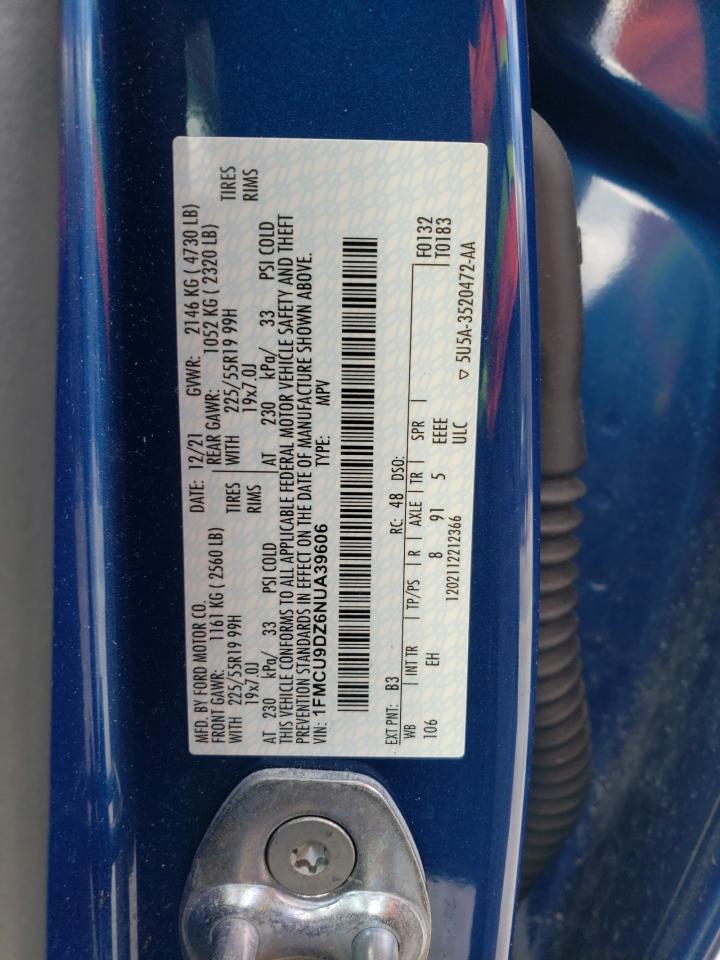 MFD. BY FORD MOTOR CO.
DATE: 12/21 GVWR: 2146 KG ( 4730 LB)
FRONT GAWR: 1161 KG ( 2560 LB) REAR GAWR: 1052 KG ( 2320 LB)
WITH 225/55R19 99H TIRES WITH 225/55R19 99H TIRES
19x7.0J RIMS 19x7.0J RIMS
AT 230 kPa/ 33 PSI COLD AT 230 kPa/ 33 PSI COLD
THIS VEHICLE CONFORMS TO ALL APPLICABLE FEDERAL MOTOR VEHICLE SAFETY AND THEFT
PREVENTION STANDARDS IN EFFECT ON THE DATE OF MANUFACTURE SHOWN ABOVE.
VIN: 1FMCU9DZ6NUA39606 TYPE: MPV
EXT PNT: B3 RC: 48 DSO: F0132
WB INT TR TP/PS R AXLE TR SPR T0183
106 EH 8 91 5 EEEE
1202112212366 ULC ▽ 5U5A-3520472-AA